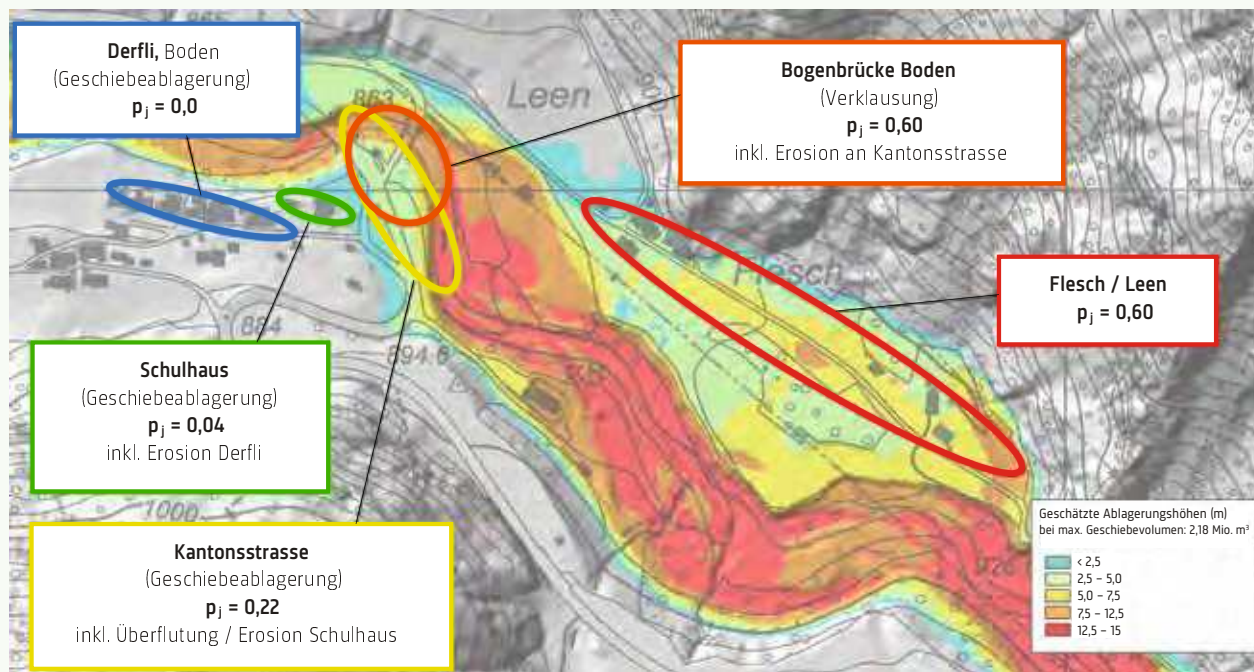 Derfli, Boden
(Geschiebeablagerung)
pj = 0,0
Bogenbrücke Boden
(Verklausung)
pj = 0,60
inkl. Erosion an Kantonsstrasse
Flesch / Leen
pj = 0,60
Schulhaus
(Geschiebeablagerung)
pj = 0,04
inkl. Erosion Derfli
Kantonsstrasse
(Geschiebeablagerung)
pj = 0,22
inkl. Überflutung / Erosion Schulhaus
863
Leen
Flesch
884
894.6
1000
Geschätzte Ablagerungshöhen (m)
bei max. Geschiebevolumen: 2,18 Mio. m³
< 2,5
2,5 – 5,0
5,0 – 7,5
7,5 – 12,5
12,5 – 15